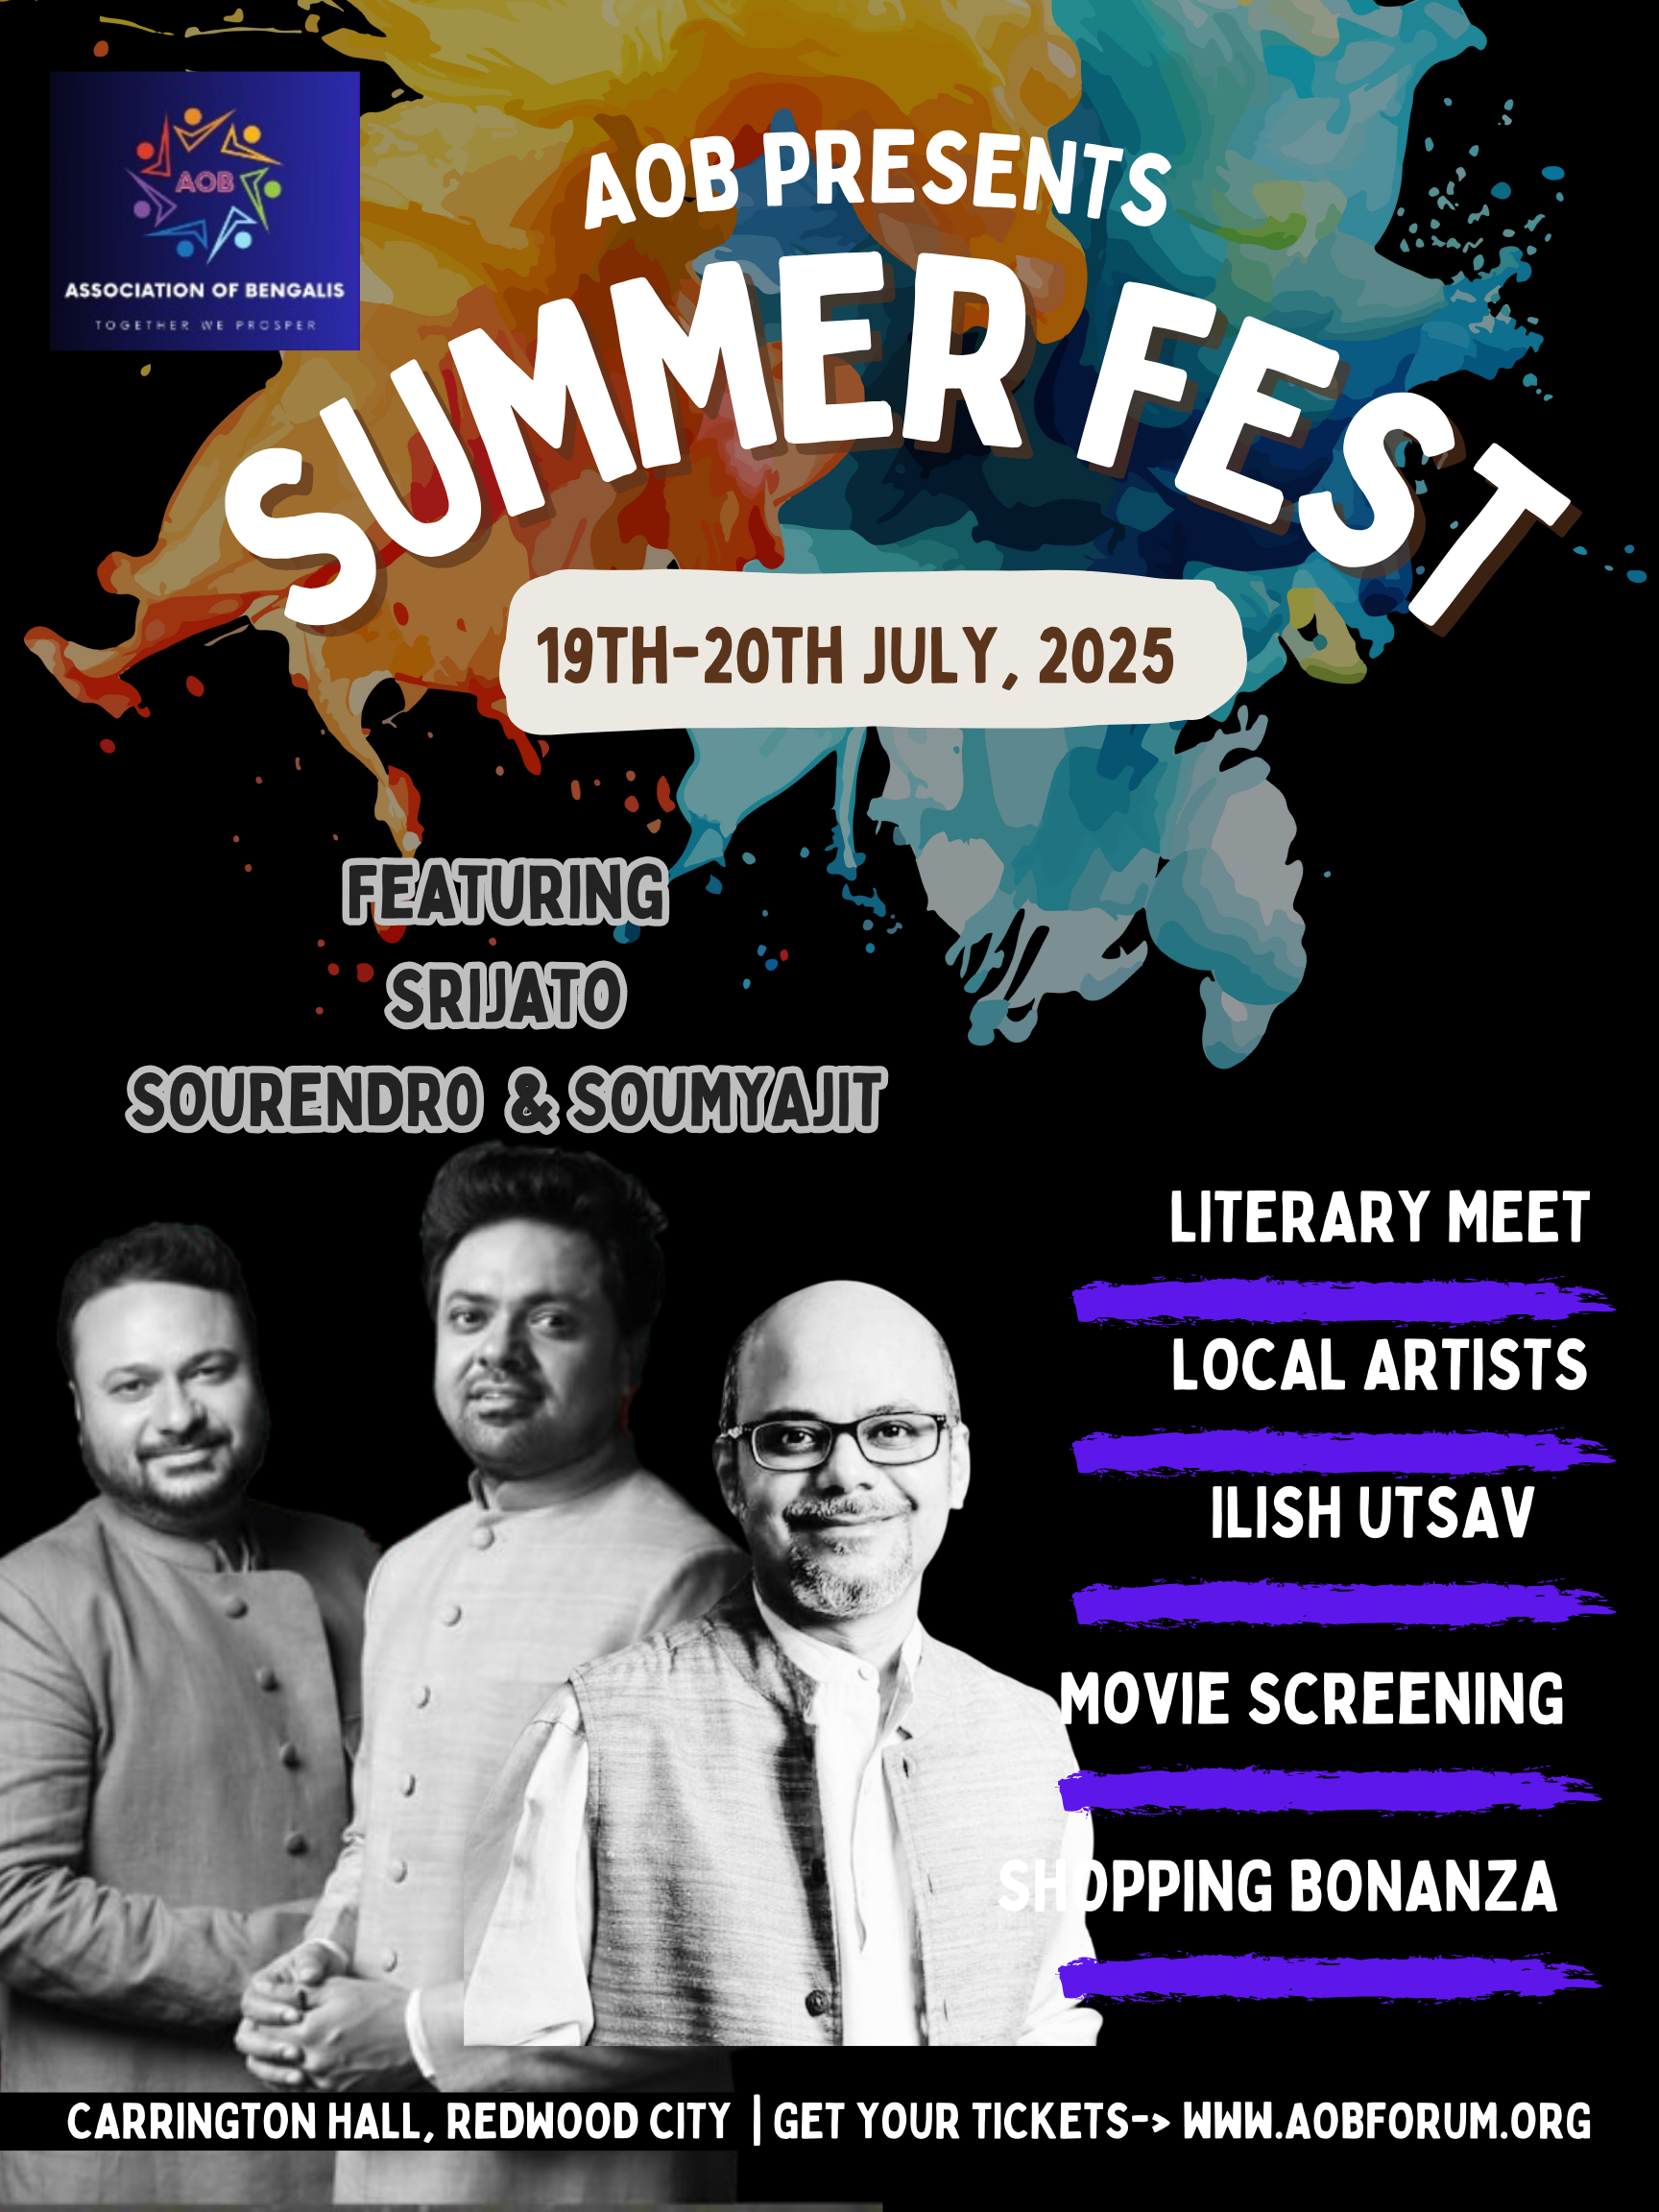 AOB
ASSOCIATION OF BENGALIS
TOGETHER WE PROSPER
AOB PRESENTS
SUMMER FEST
19TH-20TH JULY, 2025
FEATURING
SRIJATO
SOURENDRO & SOUMYAJIT
LITERARY MEET
LOCAL ARTISTS
ILISH UTSAV
MOVIE SCREENING
SHOPPING BONANZA
CARRINGTON HALL, REDWOOD CITY | GET YOUR TICKETS-> WWW.AOBFORUM.ORG